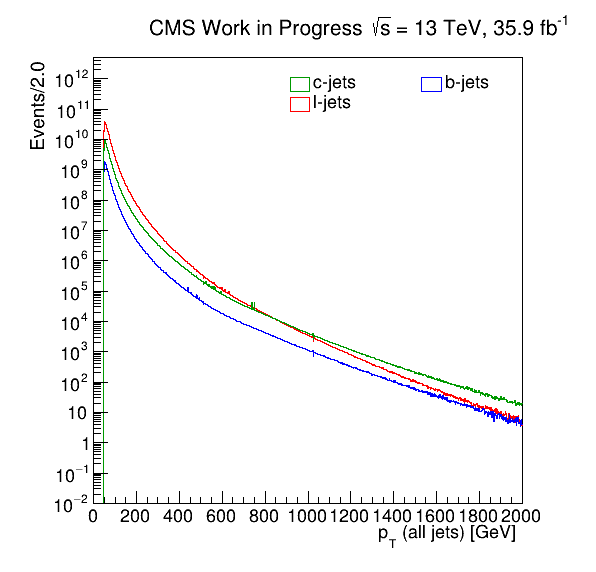 CMS Work in Progress √s = 13 TeV, 35.9 fb⁻¹
Events/2.0
c-jets
b-jets
l-jets
10¹²
10¹¹
10¹⁰
10⁹
10⁸
10⁷
10⁶
10⁵
10⁴
10³
10²
10
1
10⁻¹
10⁻²
0 200 400 600 800 1000 1200 1400 1600 1800 2000
p_T (all jets) [GeV]